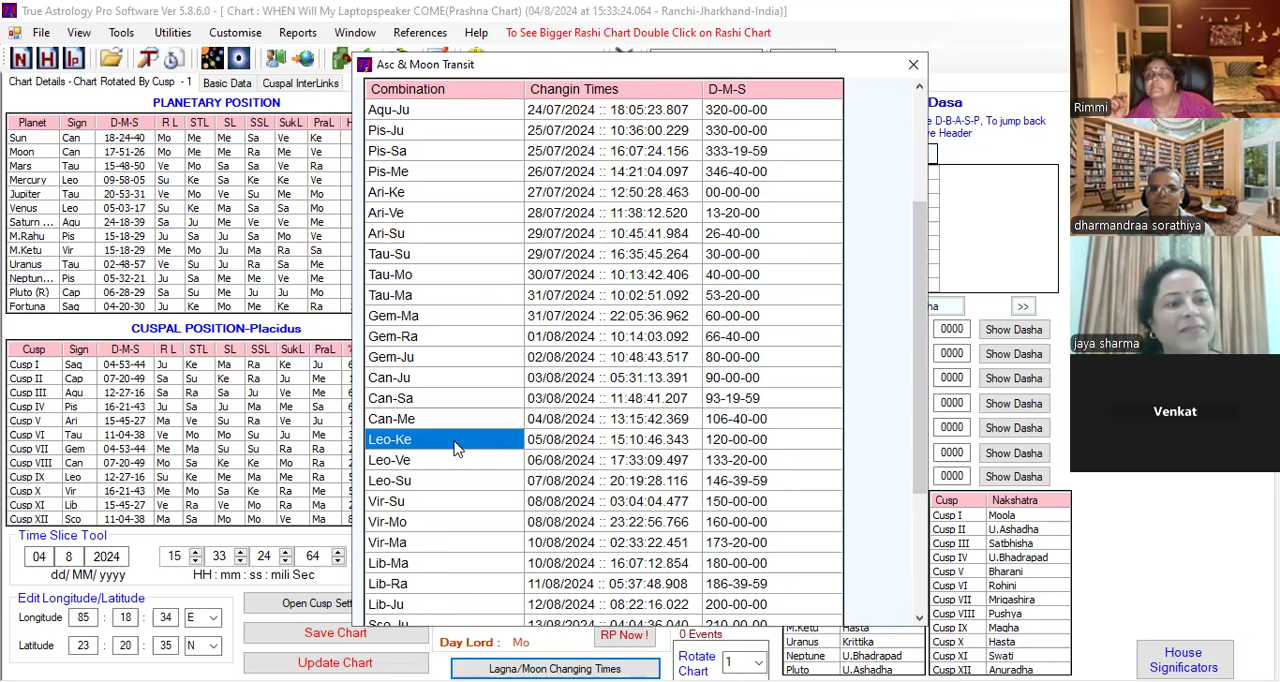 True Astrology Pro Software Ver 5.8.6.0 - [ Chart : WHEN Will My Laptopspeaker COME(Prashna Chart) (04/8/2024 at 15:33:24.064 - Ranchi-Jharkhand-India)]
File View Tools Utilities Customise Reports Window References Help To See Bigger Rashi Chart Double Click on Rashi Chart
Chart Details - Chart Rotated By Cusp - 1 Basic Data Cuspal InterLinks
PLANETARY POSITION
Planet Sign D-M-S R L STL SL SSL SukL PraL
Sun Can 18-24-40 Mo Me Me Ra Me Ve
Moon Can 17-51-26 Mo Me Me Su Ke Me
Mars Tau 15-48-50 Ve Mo Sa Su Ve Ra
Mercury Leo 09-58-05 Su Ke Sa Ke Ke Ve
Jupiter Tau 20-53-31 Ve Mo Ve Su Me Mo
Venus Leo 05-03-17 Su Ke Ma Sa Sa Mo
Saturn ... Aqu 24-18-39 Sa Ju Me Ve Ve Me
M.Rahu Pis 15-18-29 Ju Sa Ju Sa Mo Ve
M.Ketu Vir 15-18-29 Me Mo Ju Ma Ra Sa
Uranus Tau 02-48-57 Ve Su Ju Ra Sa Me
Neptun... Pis 05-32-21 Ju Sa Me Me Sa Me
Pluto (R) Cap 06-28-29 Sa Su Me Ju Ju Mo
Fortuna Sag 04-20-30 Ju Ke Mo Me Ke Ra
CUSPAL POSITION-Placidus
Cusp Sign D-M-S R L STL SL SSL SukL PraL
Cusp I Sag 04-53-44 Ju Ke Ma Ra Ke Ju
Cusp II Cap 07-20-49 Sa Su Ke Ju Me
Cusp III Aqu 12-27-16 Sa Ra Sa Ju Ve Me
Cusp IV Pis 16-21-43 Ju Sa Ju Ma Me Sa
Cusp V Ari 15-45-27 Ma Ve Su Ra Ve Ju
Cusp VI Tau 11-04-38 Ve Mo Ma Su Ve Ra
Cusp VII Gem 04-53-44 Me Ma Su Ju Ve Ra
Cusp VIII Can 07-20-49 Mo Sa Ke Ke Mo Ra
Cusp IX Leo 12-27-16 Su Ke Me Ra Mo Ju
Cusp X Vir 16-21-43 Me Mo Sa Ke Ra Me
Cusp XI Lib 15-45-27 Ve Ra Ve Ra Mo Ma
Cusp XII Sco 11-04-38 Ma Sa Mo Mo Ve Ma
Time Slice Tool
04 8 2024 15 33 24 64
dd/ MM/ yyyy HH : mm : ss : mili Sec
Edit Longitude/Latitude
Longitude 85 : 18 : 34 E
Latitude 23 : 20 : 35 N
Open Cusp Sett
Save Chart
Update Chart
Asc & Moon Transit
Combination Changin Times D-M-S
Aqu-Ju 24/07/2024 :: 18:05:23.807 320-00-00
Pis-Ju 25/07/2024 :: 10:36:00.229 330-00-00
Pis-Sa 25/07/2024 :: 16:07:24.156 333-19-59
Pis-Me 26/07/2024 :: 14:21:04.097 346-40-00
Ari-Ke 27/07/2024 :: 12:50:28.463 00-00-00
Ari-Ve 28/07/2024 :: 11:38:12.520 13-20-00
Ari-Su 29/07/2024 :: 10:45:41.984 26-40-00
Tau-Su 29/07/2024 :: 16:35:45.264 30-00-00
Tau-Mo 30/07/2024 :: 10:13:42.406 40-00-00
Tau-Ma 31/07/2024 :: 10:02:51.092 53-20-00
Gem-Ma 31/07/2024 :: 22:05:36.962 60-00-00
Gem-Ra 01/08/2024 :: 10:14:03.092 66-40-00
Gem-Ju 02/08/2024 :: 10:48:43.517 80-00-00
Can-Ju 03/08/2024 :: 05:31:13.391 90-00-00
Can-Sa 03/08/2024 :: 11:48:41.207 93-19-59
Can-Me 04/08/2024 :: 13:15:42.369 106-40-00
Leo-Ke 05/08/2024 :: 15:10:46.343 120-00-00
Leo-Ve 06/08/2024 :: 17:33:09.497 133-20-00
Leo-Su 07/08/2024 :: 20:19:28.116 146-39-59
Vir-Su 08/08/2024 :: 03:04:04.477 150-00-00
Vir-Mo 08/08/2024 :: 23:22:56.766 160-00-00
Vir-Ma 10/08/2024 :: 02:33:22.451 173-20-00
Lib-Ma 10/08/2024 :: 16:07:12.854 180-00-00
Lib-Ra 11/08/2024 :: 05:37:48.908 186-39-59
Lib-Ju 12/08/2024 :: 08:22:16.022 200-00-00
Sco-Ju 13/08/2024 :: 04:04:36.040 210-00-00
Day Lord : Mo RP Now ! 0 Events
Lagna/Moon Changing Times
Rotate Chart 1
M.Ketu Hasta
Uranus Krittika
Neptune U.Bhadrapad
Pluto U.Ashadha
Dasa
e D-B-A-S-P, To jump back
ve Header
ha >>
0000 Show Dasha
0000 Show Dasha
0000 Show Dasha
0000 Show Dasha
0000 Show Dasha
0000 Show Dasha
0000 Show Dasha
Cusp Nakshatra
Cusp I Moola
Cusp II U.Ashadha
Cusp III Satbhisha
Cusp IV U.Bhadrapad
Cusp V Bharani
Cusp VI Rohini
Cusp VII Mrigashira
Cusp VIII Pushya
Cusp IX Magha
Cusp X Hasta
Cusp XI Swati
Cusp XII Anuradha
House
Significators
Rimmi
dharmandraa sorathiya
jaya sharma
Venkat